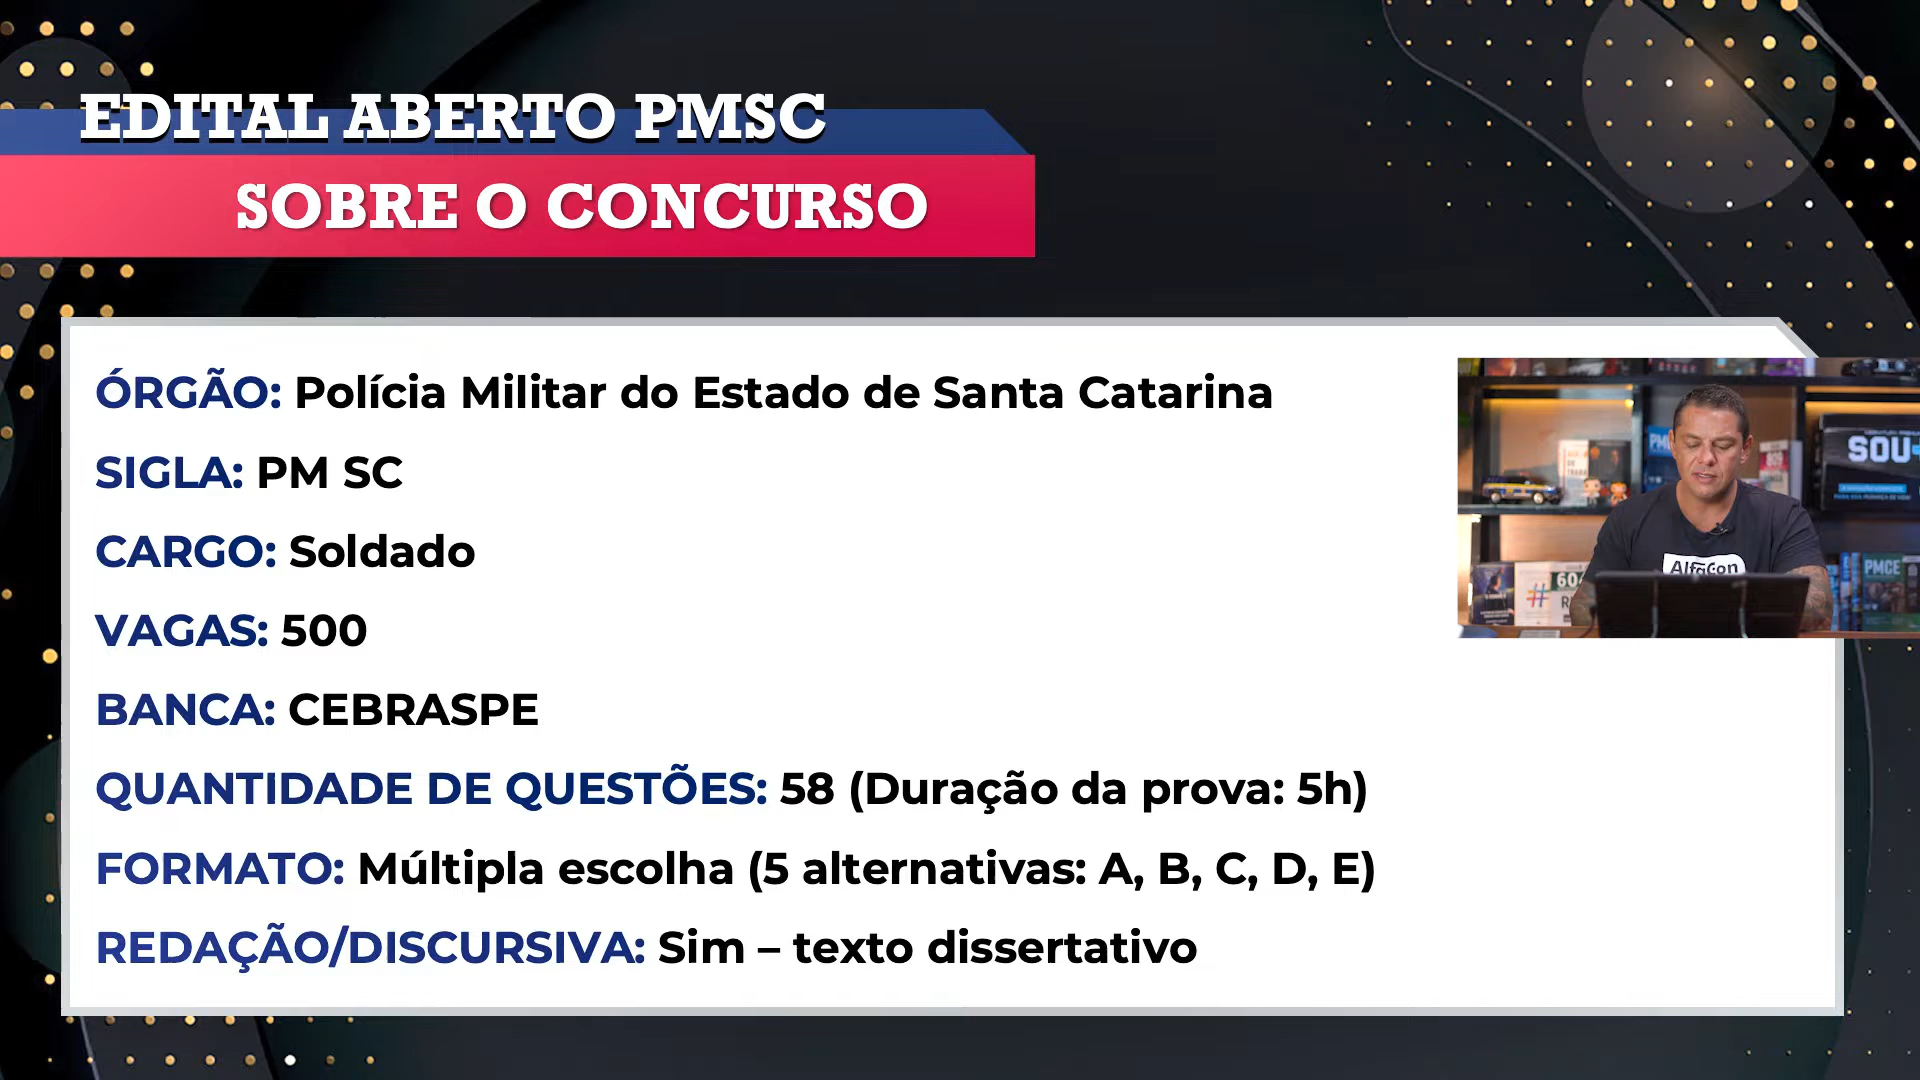 EDITAL ABERTO PMSC
SOBRE O CONCURSO
ÓRGÃO: Polícia Militar do Estado de Santa Catarina
SIGLA: PM SC
CARGO: Soldado
VAGAS: 500
BANCA: CEBRASPE
QUANTIDADE DE QUESTÕES: 58 (Duração da prova: 5h)
FORMATO: Múltipla escolha (5 alternativas: A, B, C, D, E)
REDAÇÃO/DISCURSIVA: Sim – texto dissertativo
SOU
AlfaCon
PMCE